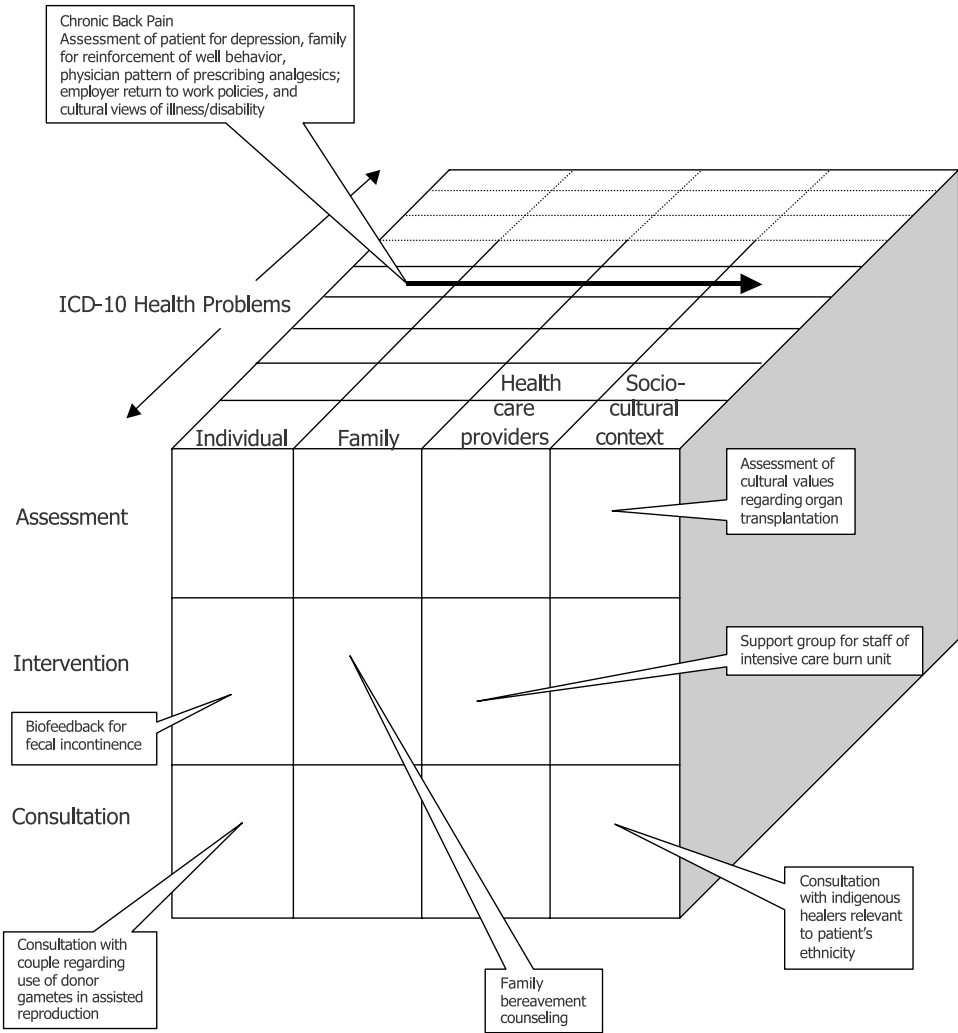 Chronic Back Pain
Assessment of patient for depression, family
for reinforcement of well behavior,
physician pattern of prescribing analgesics;
employer return to work policies, and
cultural views of illness/disability
ICD-10 Health Problems
Individual
Family
Health
care
providers
Socio-
cultural
context
Assessment
Assessment of
cultural values
regarding organ
transplantation
Intervention
Support group for staff of
intensive care burn unit
Biofeedback for
fecal incontinence
Consultation
Consultation
with indigenous
healers relevant
to patient's
ethnicity
Consultation with
couple regarding
use of donor
gametes in assisted
reproduction
Family
bereavement
counseling